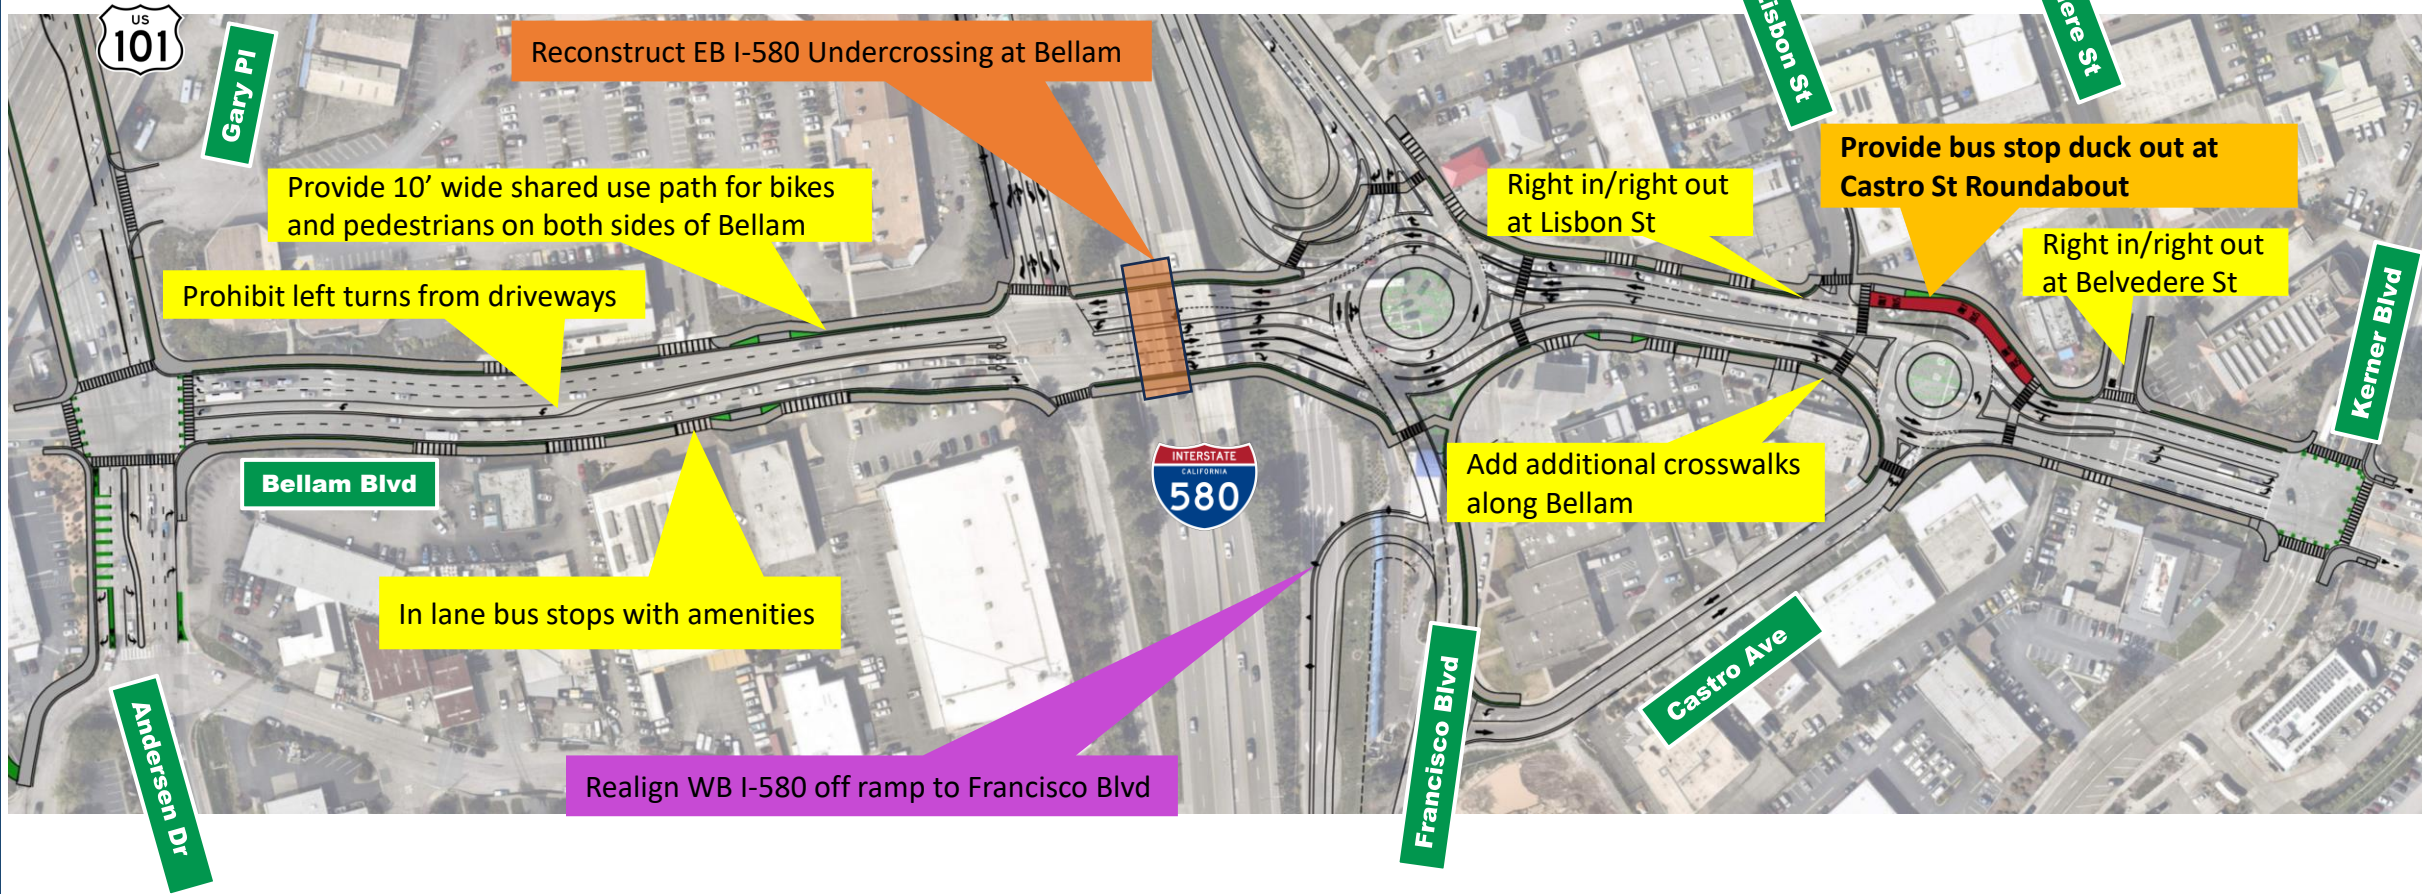 US
101
Gary Pl
Reconstruct EB I-580 Undercrossing at Bellam
Lisbon St
ere St
Provide bus stop duck out at
Castro St Roundabout
Provide 10’ wide shared use path for bikes
and pedestrians on both sides of Bellam
Right in/right out
at Lisbon St
Right in/right out
at Belvedere St
Prohibit left turns from driveways
Kerner Blvd
Bellam Blvd
INTERSTATE
CALIFORNIA
580
Add additional crosswalks
along Bellam
In lane bus stops with amenities
Castro Ave
Francisco Blvd
Andersen Dr
Realign WB I-580 off ramp to Francisco Blvd